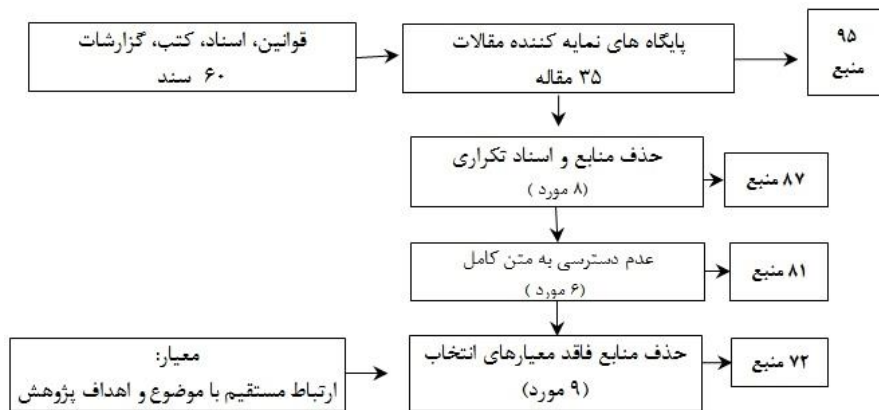 قوانین، اسناد، کتب، گزارشات
۶۰ سند
پایگاه های نمایه کننده مقالات
۳۵ مقاله
۹۵
منبع
حذف منابع و اسناد تکراری
(۸ مورد )
۸۷ منبع
عدم دسترسی به متن کامل
(۶ مورد )
۸۱ منبع
معیار:
ارتباط مستقیم با موضوع و اهداف پژوهش
حذف منابع فاقد معیارهای انتخاب
(۹ مورد)
۷۲ منبع